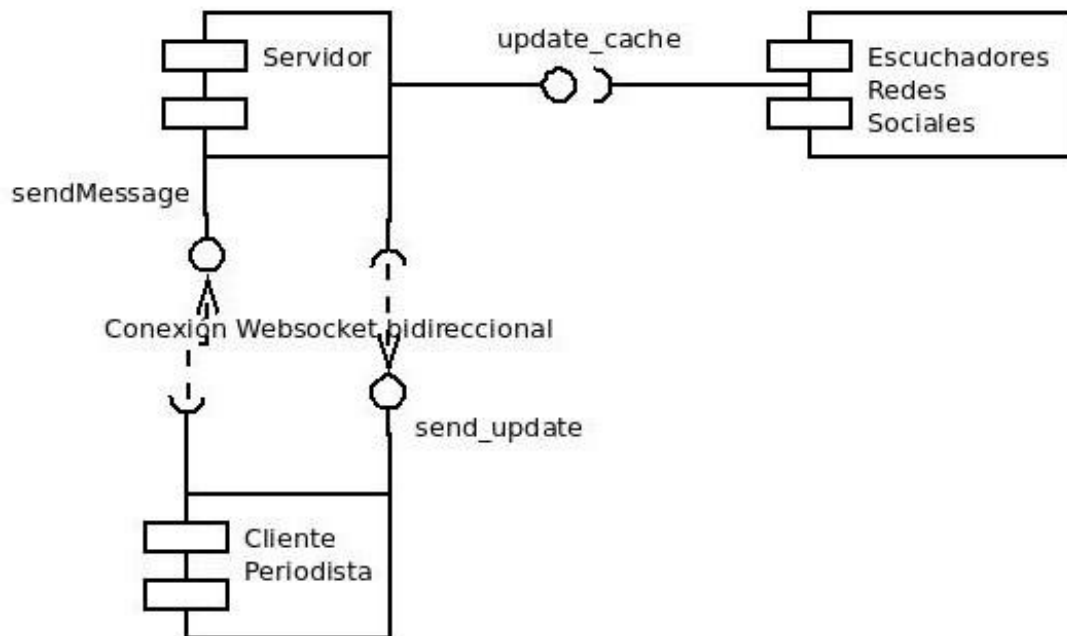 Servidor
update_cache
Escuchadores
Redes
Sociales
sendMessage
Conexion Websocket bidireccional
send_update
Cliente
Periodista